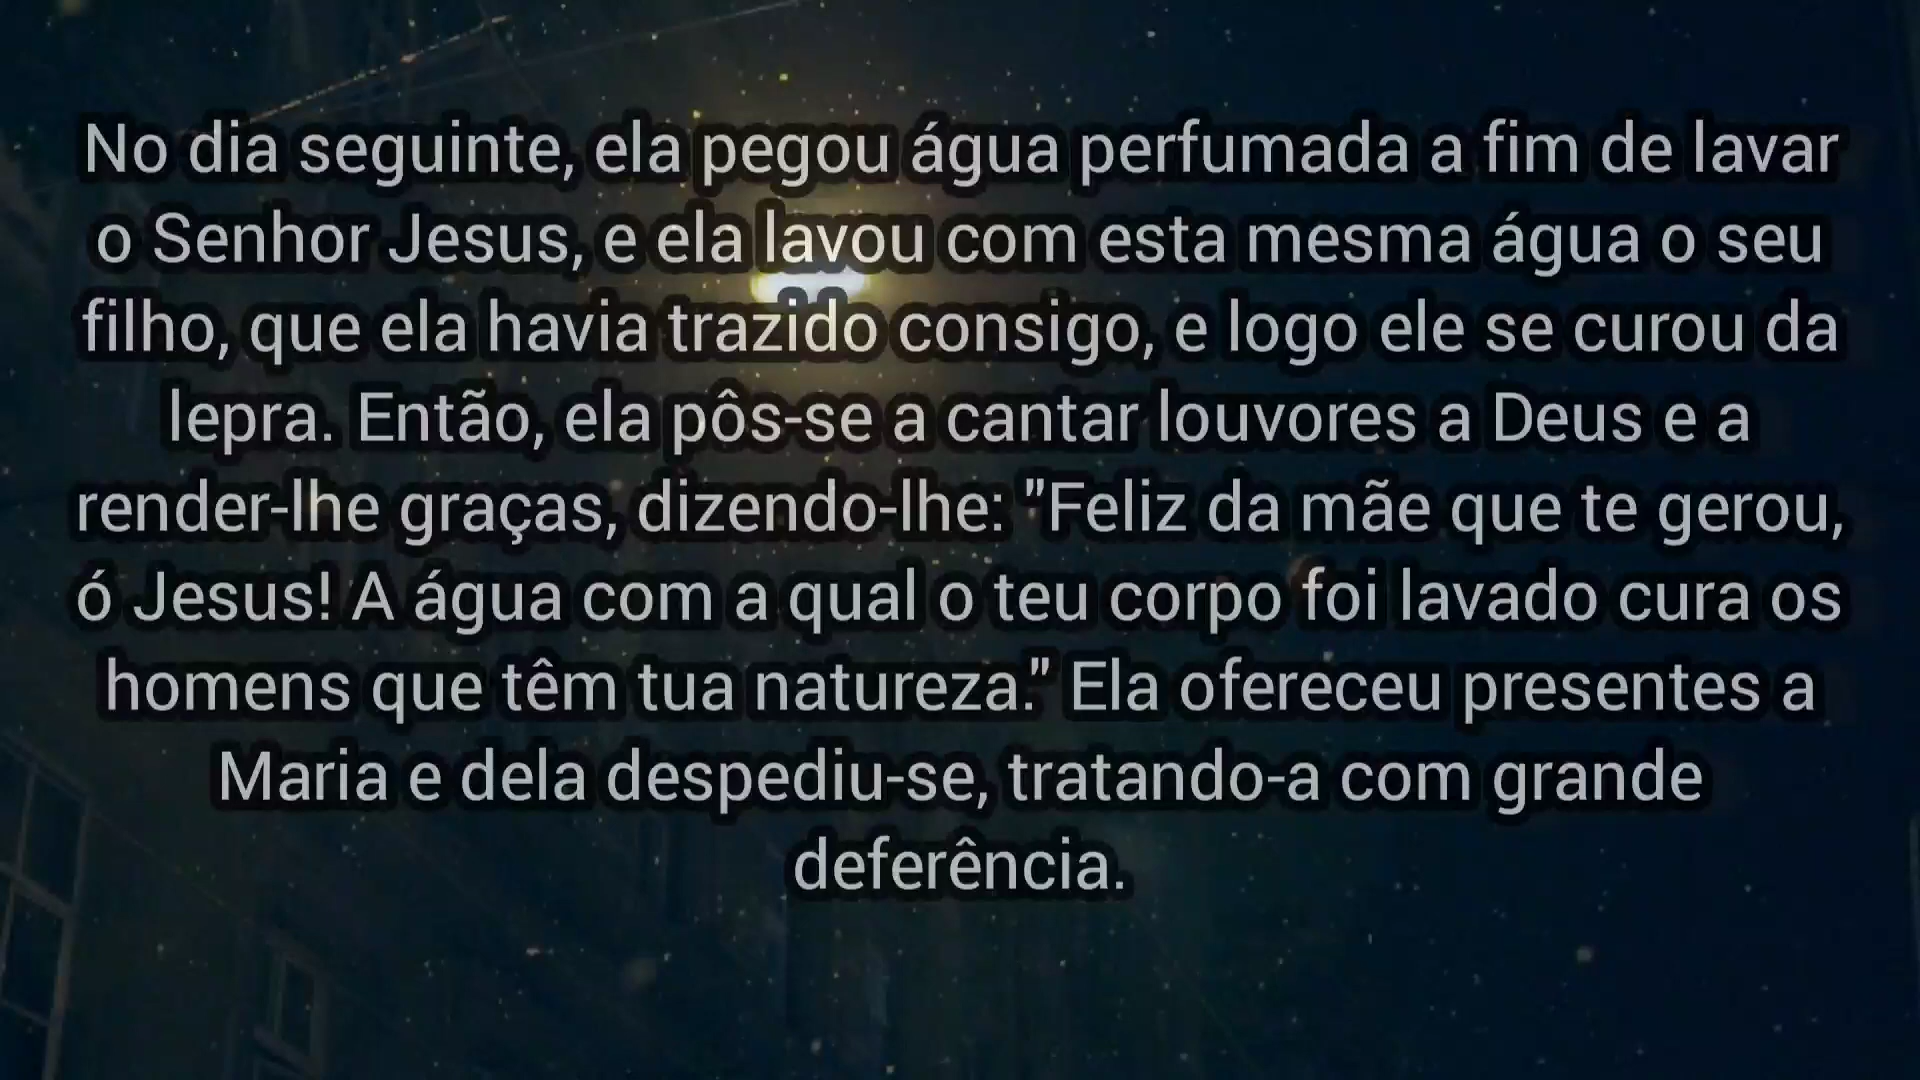 No dia seguinte, ela pegou água perfumada a fim de lavar
o Senhor Jesus, e ela lavou com esta mesma água o seu
filho, que ela havia trazido consigo, e logo ele se curou da
lepra. Então, ela pôs-se a cantar louvores a Deus e a
render-lhe graças, dizendo-lhe: "Feliz da mãe que te gerou,
ó Jesus! A água com a qual o teu corpo foi lavado cura os
homens que têm tua natureza." Ela ofereceu presentes a
Maria e dela despediu-se, tratando-a com grande
deferência.